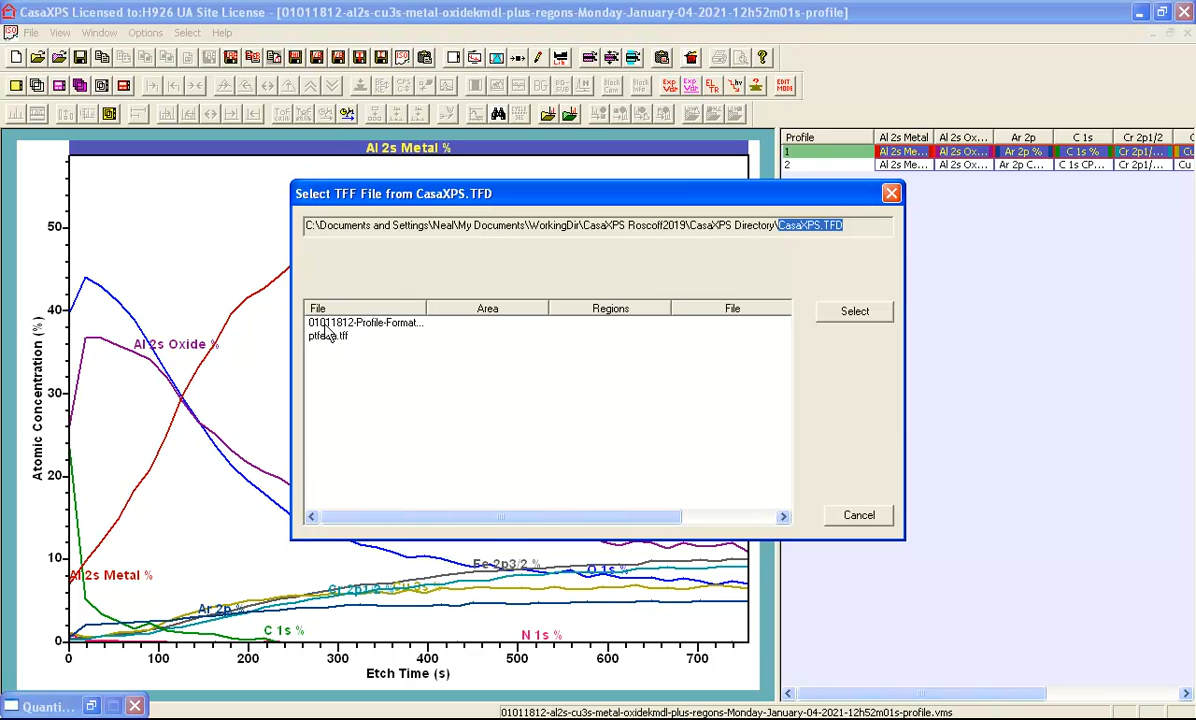 CasaXPS Licensed to:H926 UA Site License - [01011812-al2s-cu3s-metal-oxidekmdl-plus-regons-Monday-January-04-2021-12h52m01s-profile]
File View Window Options Select Help
Al 2s Metal %
Atomic Concentration (%)
50
40
30
20
10
0
Al 2s Oxide %
Al 2s Metal %
Ar 2p %
C 1s %
Fe 2p3/2 %
O 1s %
N 1s %
0 100 200 300 400 500 600 700
Etch Time (s)
Select TFF File from CasaXPS.TFD
C:\Documents and Settings\Neal\My Documents\WorkingDir\CasaXPS Roscoff2019\CasaXPS Directory\CasaXPS.TFD
File Area Regions File
01011812-Profile-Format...
Select
Cancel
Profile Al 2s Metal Al 2s Ox... Ar 2p C 1s Cr 2p1/2 C
1 Al 2s Me... Al 2s Ox... Ar 2p % C 1s % Cr 2p1/... Cu
2 Al 2s Me... Al 2s Ox... Ar 2p C... C 1s CP... Cr 2p1/... Cu
Quanti...
01011812-al2s-cu3s-metal-oxidekmdl-plus-regons-Monday-January-04-2021-12h52m01s-profile.vms